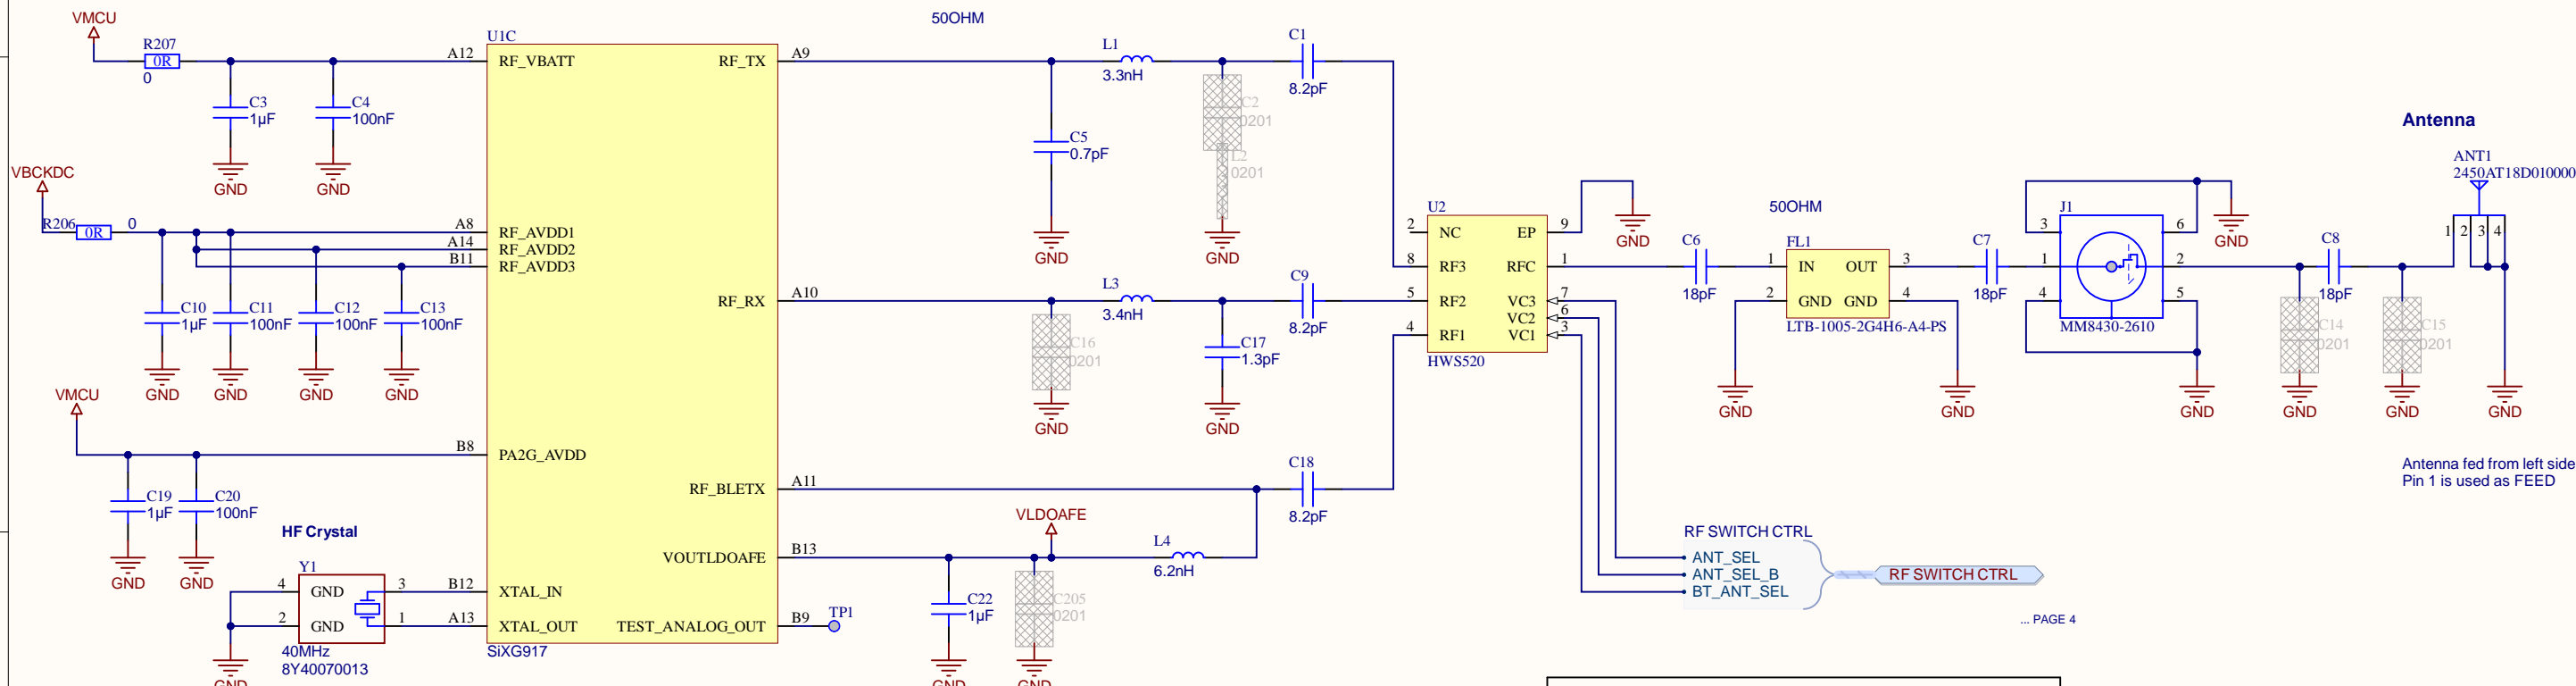 VMCU
R207
0R
0
A12
C3
1µF
C4
100nF
GND
GND
VBCKDC
R206
0R
0
A8
A14
B11
C10
1µF
C11
100nF
C12
100nF
C13
100nF
GND
GND
GND
GND
VMCU
B8
C19
1µF
C20
100nF
GND
GND
HF Crystal
Y1
4
GND
3
B12
2
GND
1
A13
40MHz
8Y40070013
GND
U1C
RF_VBATT
RF_TX
RF_AVDD1
RF_AVDD2
RF_AVDD3
RF_RX
PA2G_AVDD
RF_BLETX
VOUTLDOAFE
XTAL_IN
XTAL_OUT
TEST_ANALOG_OUT
SiXG917
50OHM
A9
L1
3.3nH
C1
8.2pF
C2
0201
L2
0201
C5
0.7pF
GND
GND
A10
L3
3.4nH
C9
8.2pF
C16
0201
C17
1.3pF
GND
GND
A11
C18
8.2pF
VLDOAFE
B13
L4
6.2nH
C22
1µF
C205
0201
GND
GND
B9
TP1
U2
2
NC
EP
9
8
RF3
RFC
1
5
RF2
VC3
7
VC2
6
4
RF1
VC1
3
HWS520
GND
50OHM
C6
18pF
FL1
1
IN
OUT
3
2
GND
GND
4
LTB-1005-2G4H6-A4-PS
GND
GND
C7
18pF
J1
3
6
1
2
4
5
MM8430-2610
GND
GND
C8
18pF
C14
0201
C15
0201
GND
GND
GND
Antenna
ANT1
2450AT18D010000
1
2
3
4
Antenna fed from left side
Pin 1 is used as FEED
RF SWITCH CTRL
ANT_SEL
ANT_SEL_B
BT_ANT_SEL
RF SWITCH CTRL
... PAGE 4